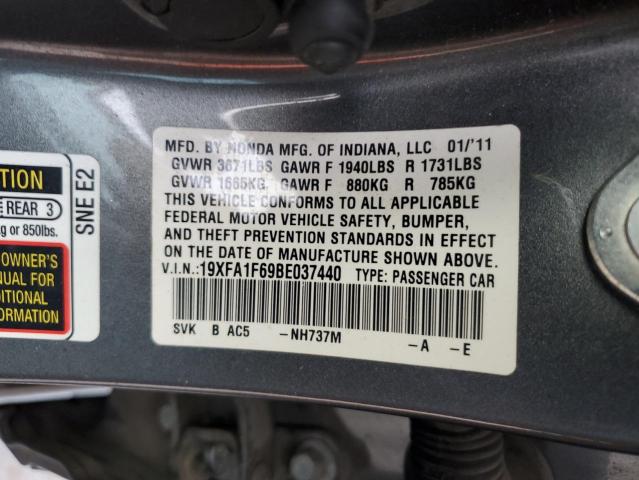 MFD. BY HONDA MFG. OF INDIANA, LLC 01/'11
GVWR 3671LBS GAWR F 1940LBS R 1731LBS
GVWR 1665KG, GAWR F 880KG R 785KG
THIS VEHICLE CONFORMS TO ALL APPLICABLE
FEDERAL MOTOR VEHICLE SAFETY, BUMPER,
AND THEFT PREVENTION STANDARDS IN EFFECT
ON THE DATE OF MANUFACTURE SHOWN ABOVE.
V.I.N.:19XFA1F69BE037440 TYPE: PASSENGER CAR
SVK B AC5 -NH737M -A -E
TION
REAR 3
g or 850lbs.
OWNER'S
ANUAL FOR
DITIONAL
FORMATION
SNE E2